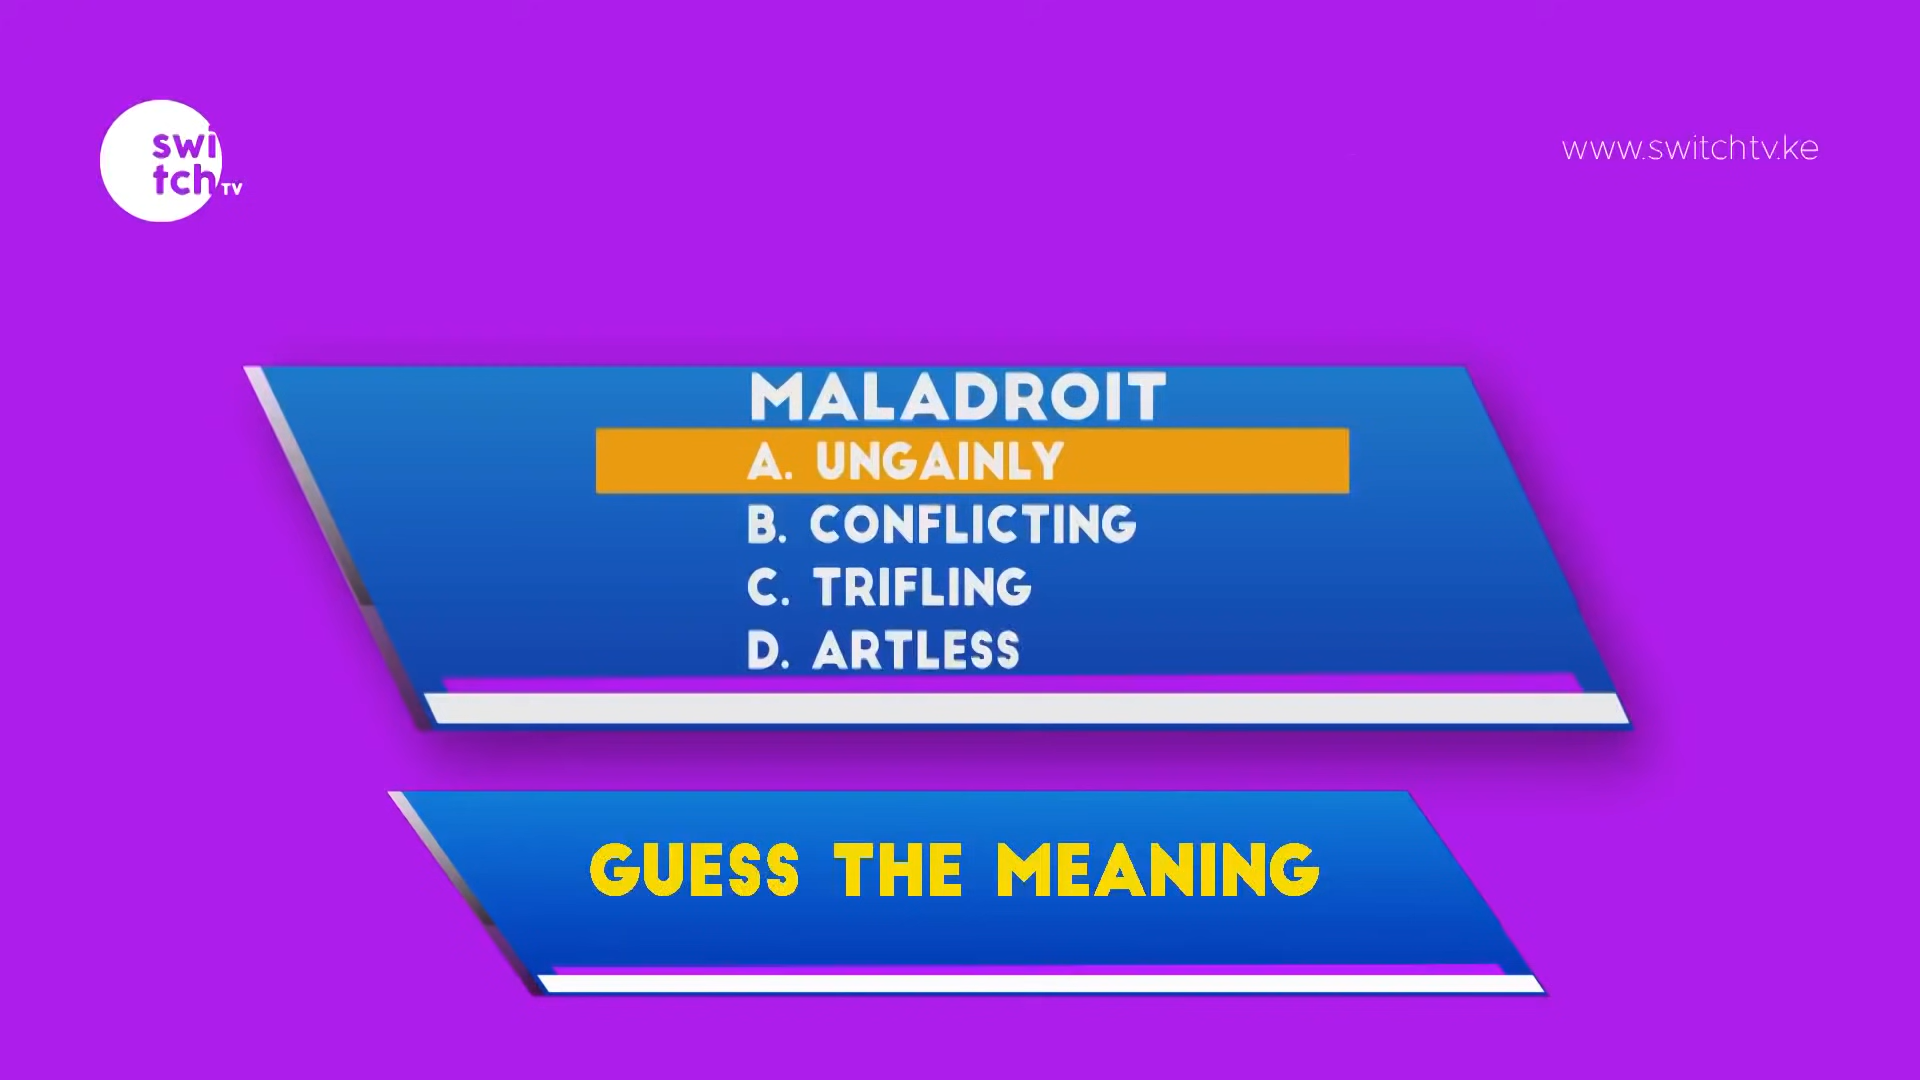 swi
tch TV
www.switchtv.ke
MALADROIT
A. UNGAINLY
B. CONFLICTING
C. TRIFLING
D. ARTLESS
GUESS THE MEANING